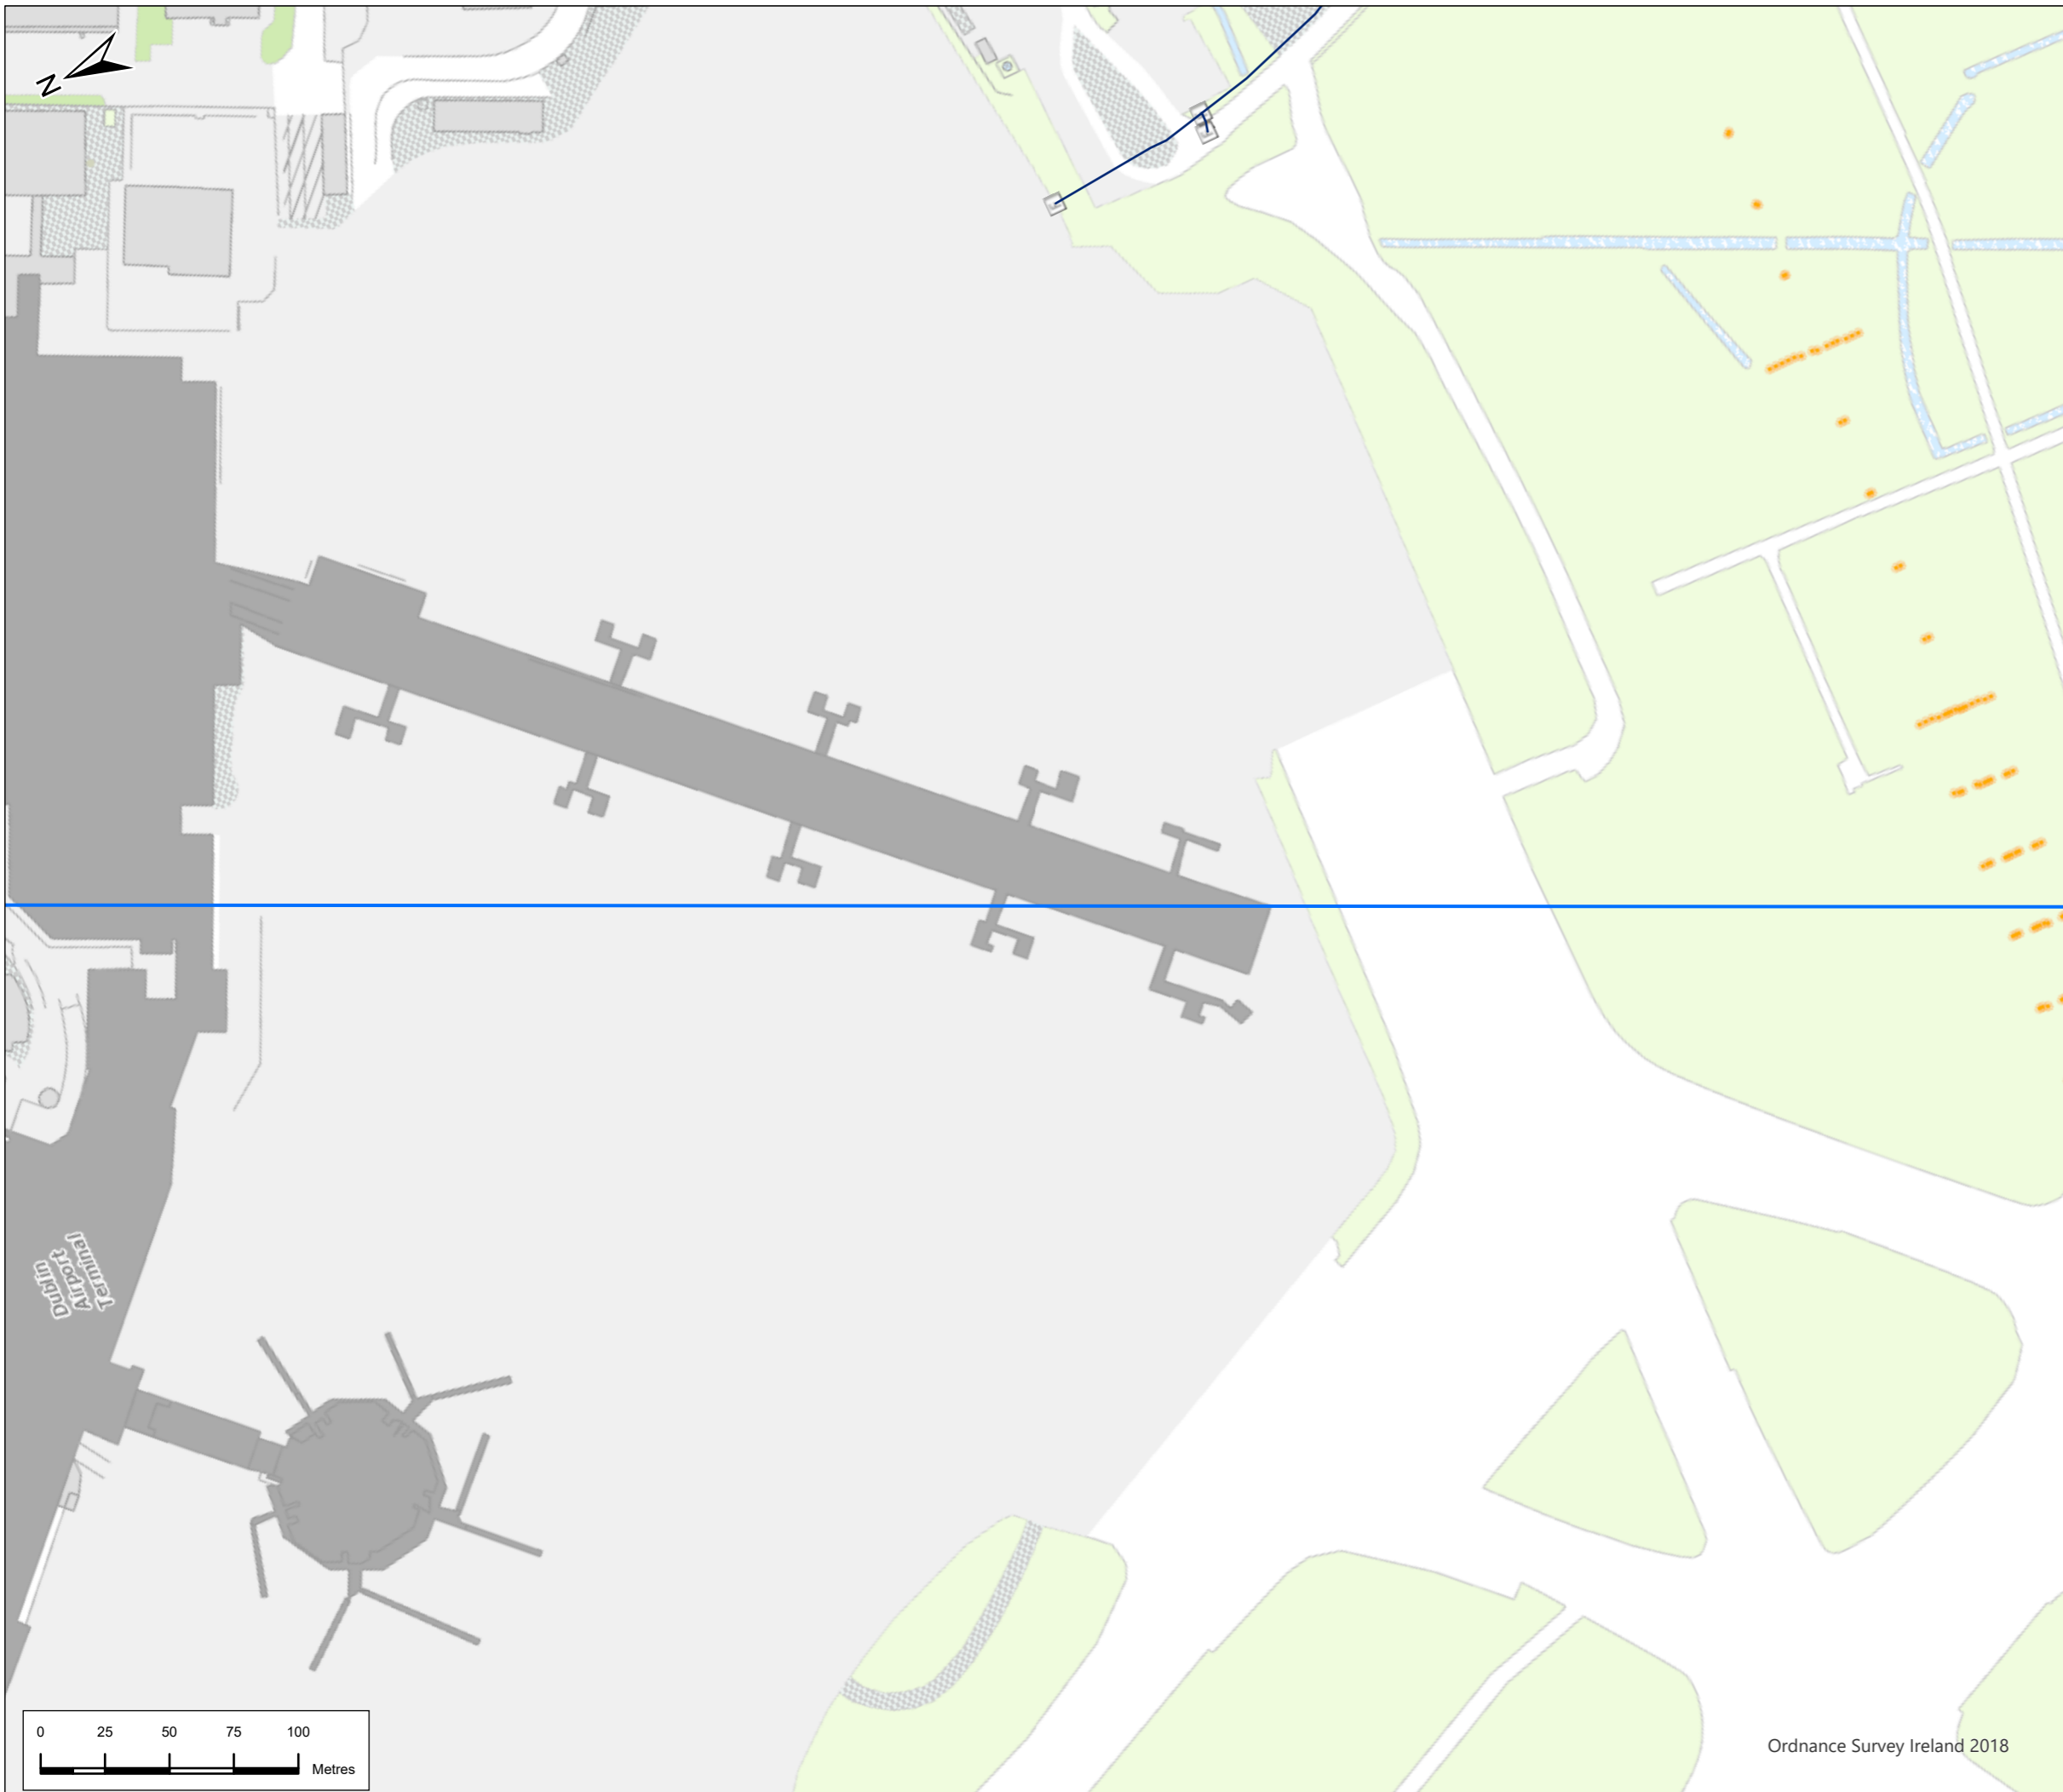 N
Dublin
Airport
Terminal
0 25 50 75 100
Metres
Ordnance Survey Ireland 2018